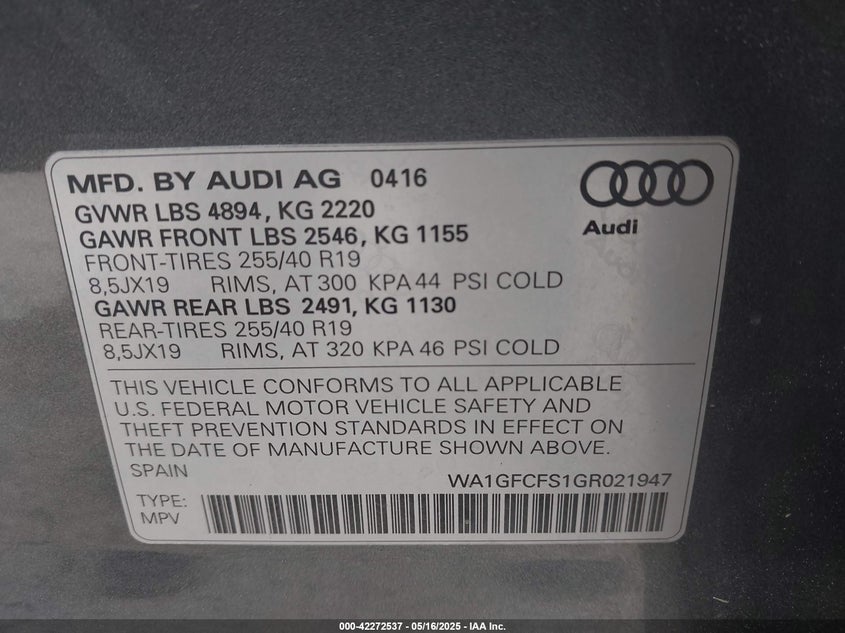 MFD. BY AUDI AG 0416
GVWR LBS 4894, KG 2220
GAWR FRONT LBS 2546, KG 1155
FRONT-TIRES 255/40 R19
8,5JX19 RIMS, AT 300 KPA 44 PSI COLD
GAWR REAR LBS 2491, KG 1130
REAR-TIRES 255/40 R19
8,5JX19 RIMS, AT 320 KPA 46 PSI COLD
Audi
THIS VEHICLE CONFORMS TO ALL APPLICABLE
U.S. FEDERAL MOTOR VEHICLE SAFETY AND
THEFT PREVENTION STANDARDS IN EFFECT ON
THE DATE OF MANUFACTURE SHOWN ABOVE.
SPAIN
WA1GFCFS1GR021947
TYPE:
MPV
000-42272537 - 05/16/2025 - IAA Inc.